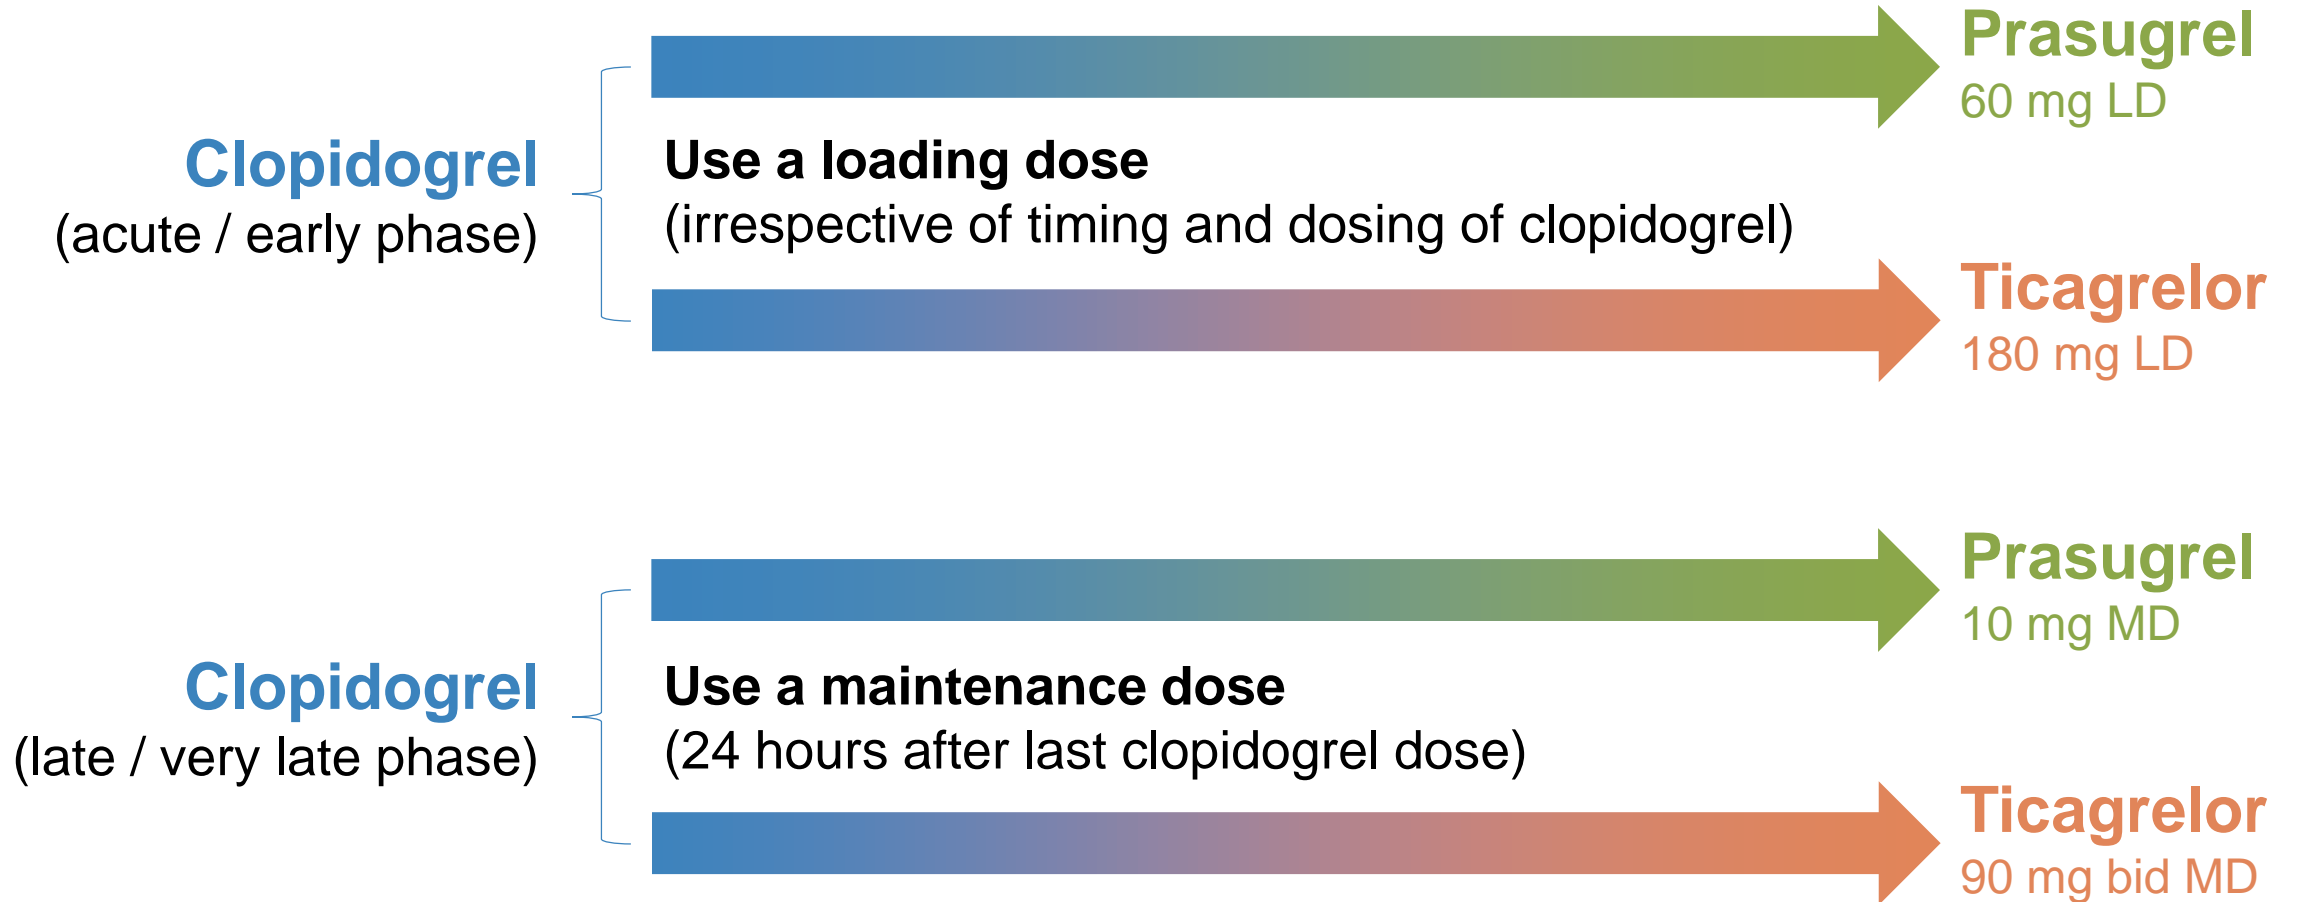 Prasugrel
60 mg LD
Clopidogrel
(acute / early phase)
Use a loading dose
(irrespective of timing and dosing of clopidogrel)
Ticagrelor
180 mg LD
Prasugrel
10 mg MD
Clopidogrel
(late / very late phase)
Use a maintenance dose
(24 hours after last clopidogrel dose)
Ticagrelor
90 mg bid MD